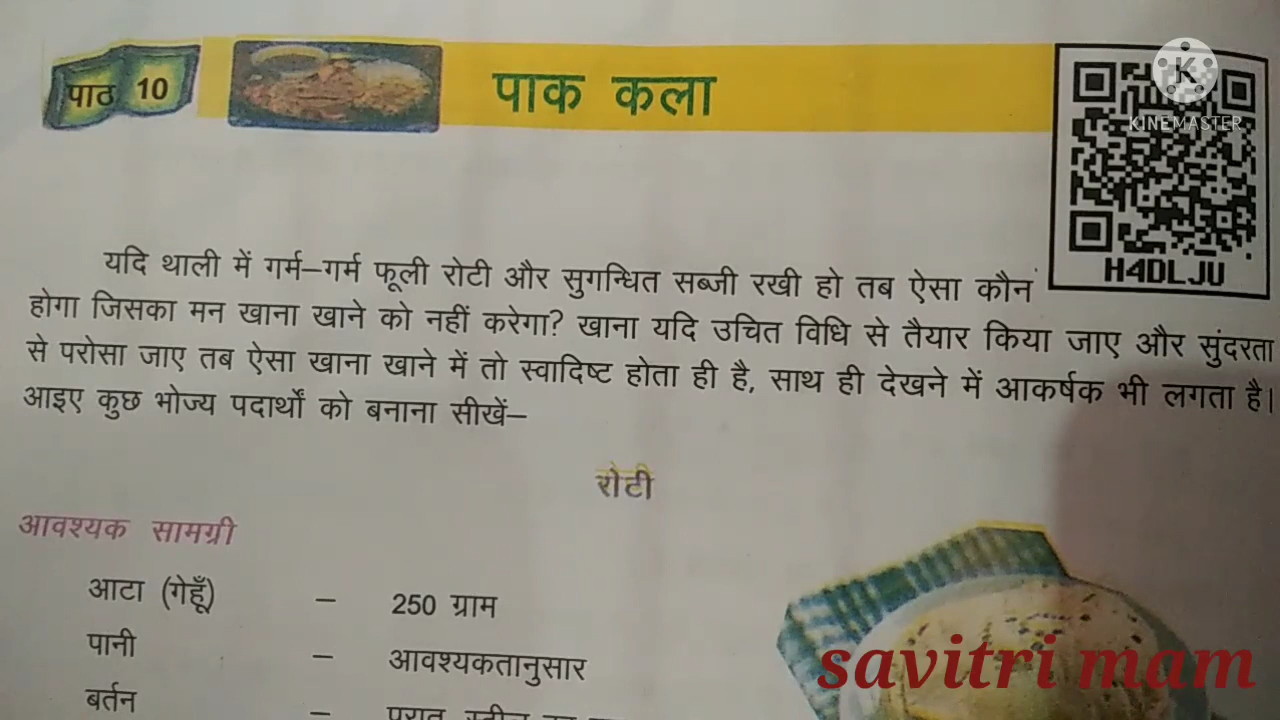 पाठ 10
पाक कला
KINEMASTER
H4DLJU
यदि थाली में गर्म–गर्म फूली रोटी और सुगन्धित सब्जी रखी हो तब ऐसा कौन
होगा जिसका मन खाना खाने को नहीं करेगा? खाना यदि उचित विधि से तैयार किया जाए और सुंदरता
से परोसा जाए तब ऐसा खाना खाने में तो स्वादिष्ट होता ही है, साथ ही देखने में आकर्षक भी लगता है।
आइए कुछ भोज्य पदार्थों को बनाना सीखें–
रोटी
आवश्यक सामग्री
आटा (गेहूँ) – 250 ग्राम
पानी – आवश्यकतानुसार
बर्तन –
savitri mam